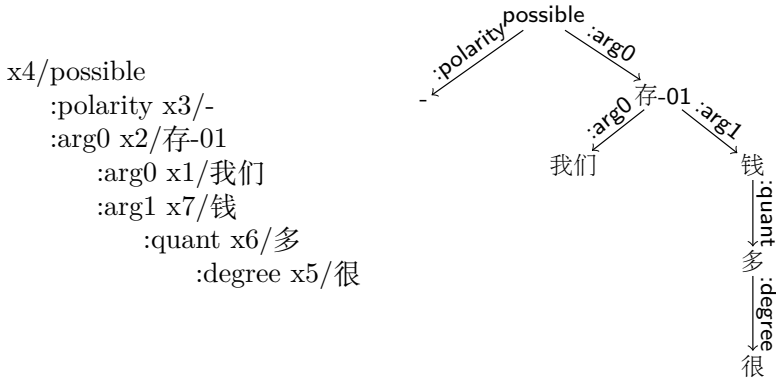 x4/possible
:polarity x3/-
:arg0 x2/存-01
:arg0 x1/我们
:arg1 x7/钱
:quant x6/多
:degree x5/很
possible
:polarity
:arg0
-
存-01
:arg0
:arg1
我们
钱
:quant
多
:degree
很